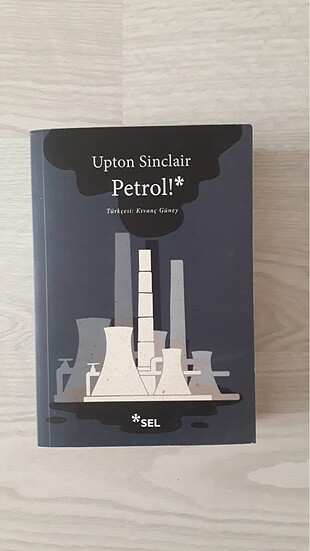 Upton Sinclair
Petrol!*
Türkçesi: Kıvanç Güney
*SEL